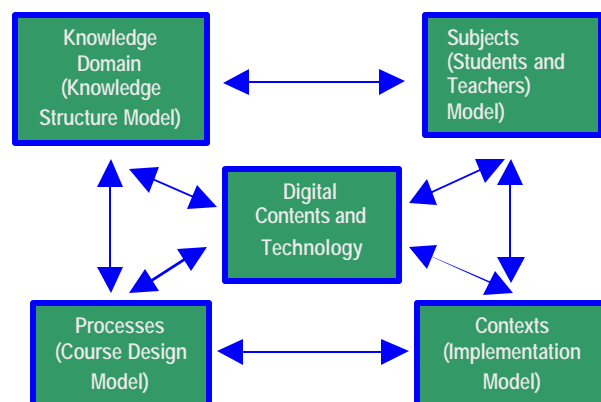 Knowledge
Domain
(Knowledge
Structure Model)
Subjects
(Students and
Teachers)
Model)
Digital
Contents and
Technology
Processes
(Course Design
Model)
Contexts
(Implementation
Model)